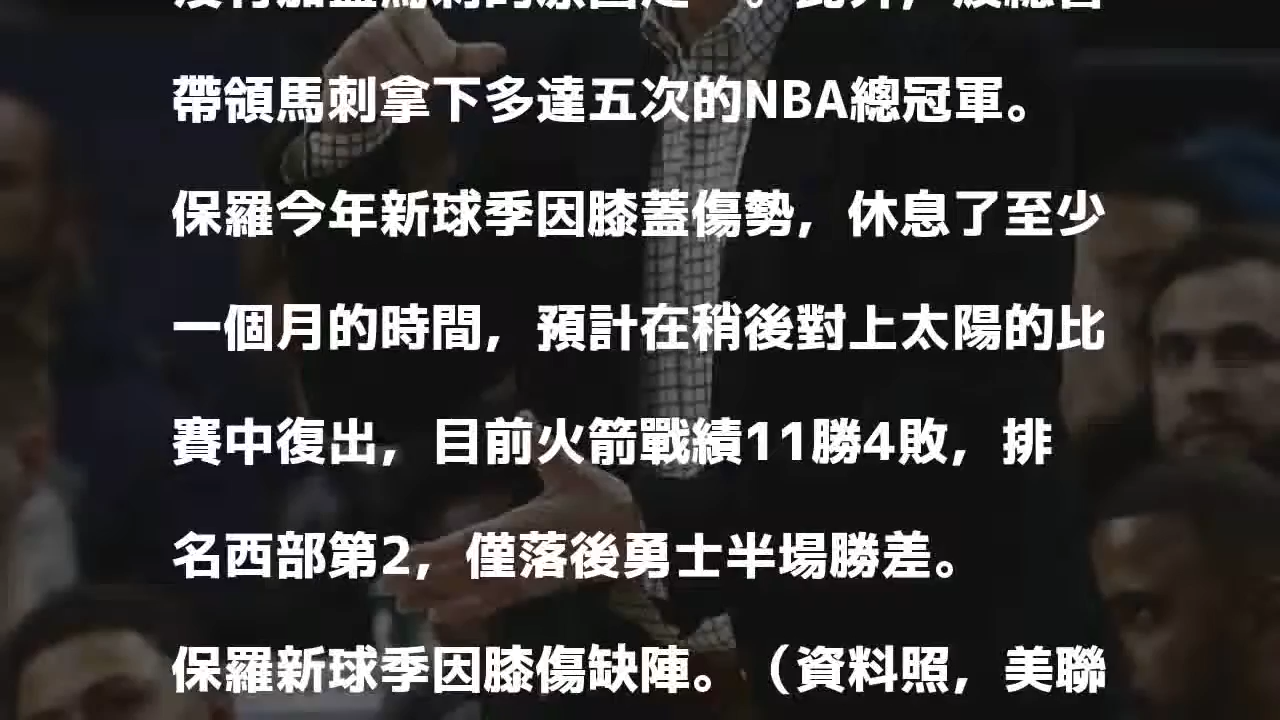 帶領馬刺拿下多達五次的NBA總冠軍。
保羅今年新球季因膝蓋傷勢，休息了至少
一個月的時間，預計在稍後對上太陽的比
賽中復出，目前火箭戰績11勝4敗，排
名西部第2，僅落後勇士半場勝差。
保羅新球季因膝傷缺陣。（資料照，美聯